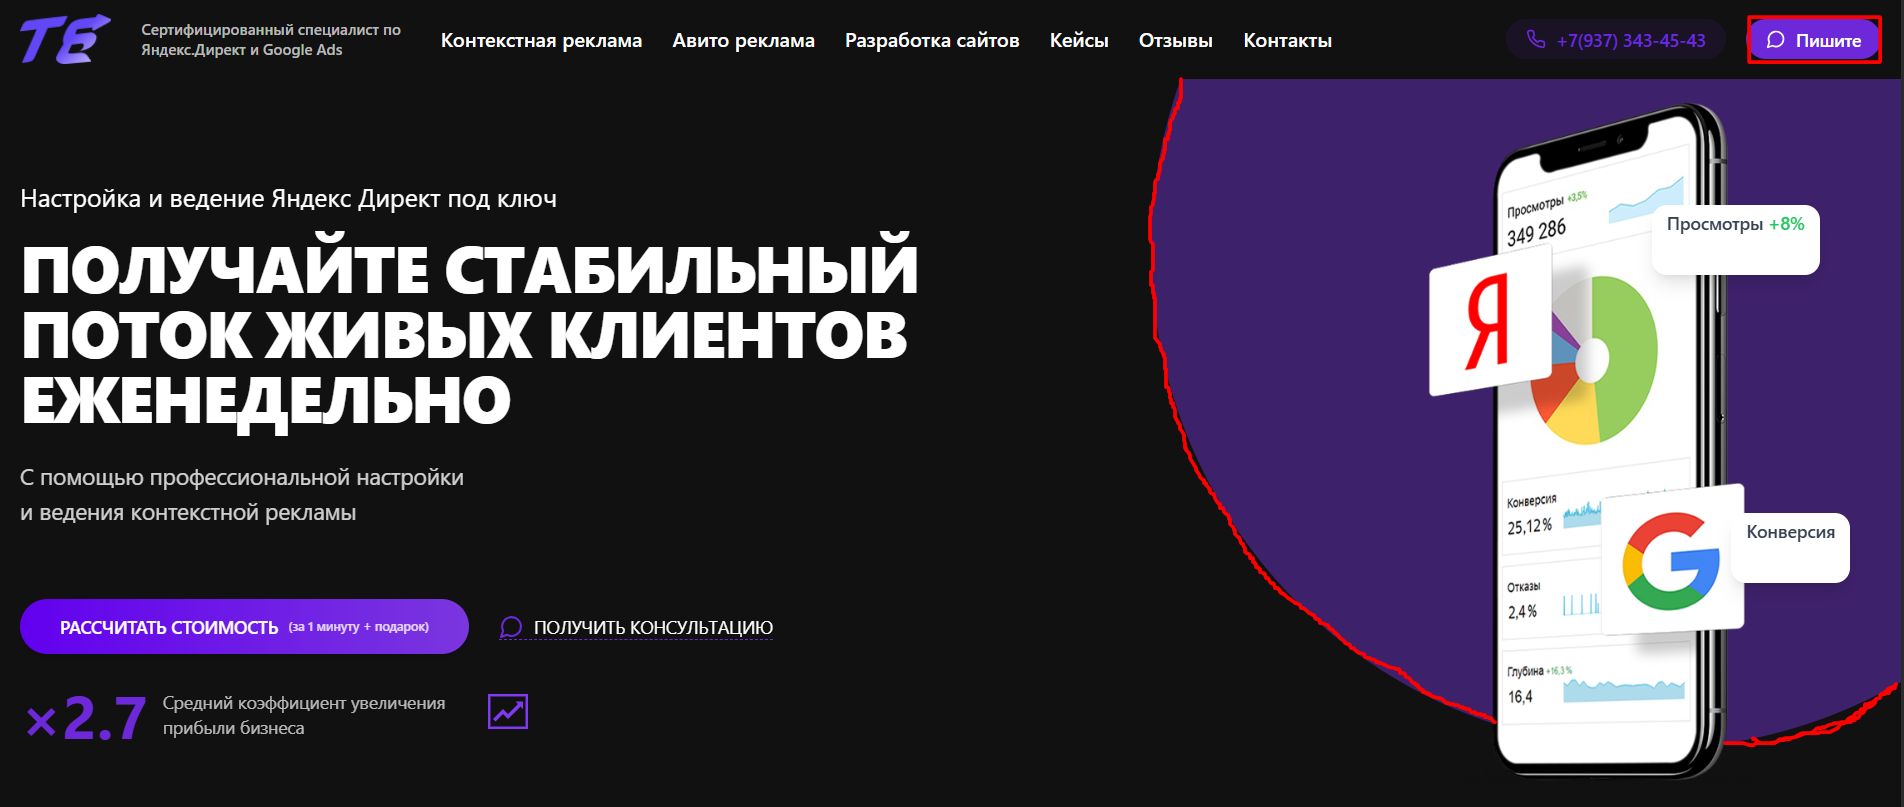 ТЕ
Сертифицированный специалист по
Яндекс.Директ и Google Ads
Контекстная реклама
Авито реклама
Разработка сайтов
Кейсы
Отзывы
Контакты
+7(937) 343-45-43
Пишите
Настройка и ведение Яндекс Директ под ключ
ПОЛУЧАЙТЕ СТАБИЛЬНЫЙ
ПОТОК ЖИВЫХ КЛИЕНТОВ
ЕЖЕНЕДЕЛЬНО
С помощью профессиональной настройки
и ведения контекстной рекламы
РАССЧИТАТЬ СТОИМОСТЬ (за 1 минуту + подарок)
ПОЛУЧИТЬ КОНСУЛЬТАЦИЮ
×2.7
Средний коэффициент увеличения
прибыли бизнеса
Просмотры +3,5%
349 286
Просмотры +8%
Я
Конверсия
25,12%
G
Конверсия
Отказы
2,4%
Глубина +16,3 %
16,4